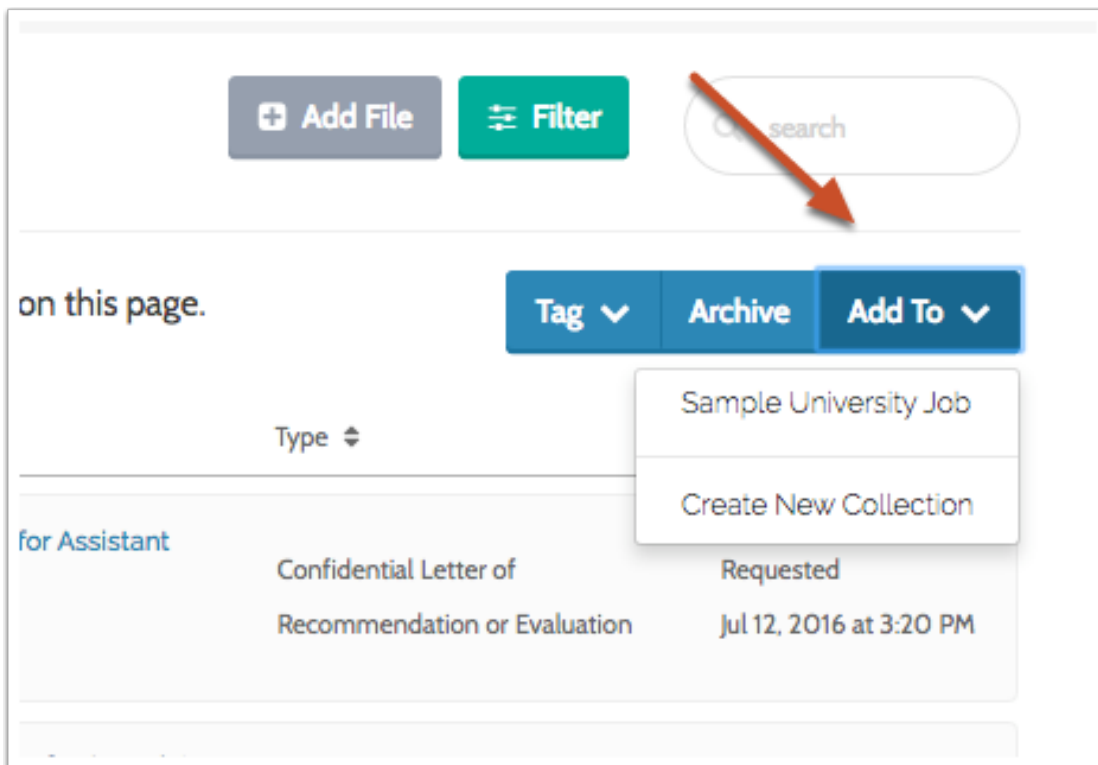 Add File
Filter
search
on this page.
Tag
Archive
Add To
Sample University Job
Type
Create New Collection
for Assistant
Confidential Letter of
Requested
Recommendation or Evaluation
Jul 12, 2016 at 3:20 PM